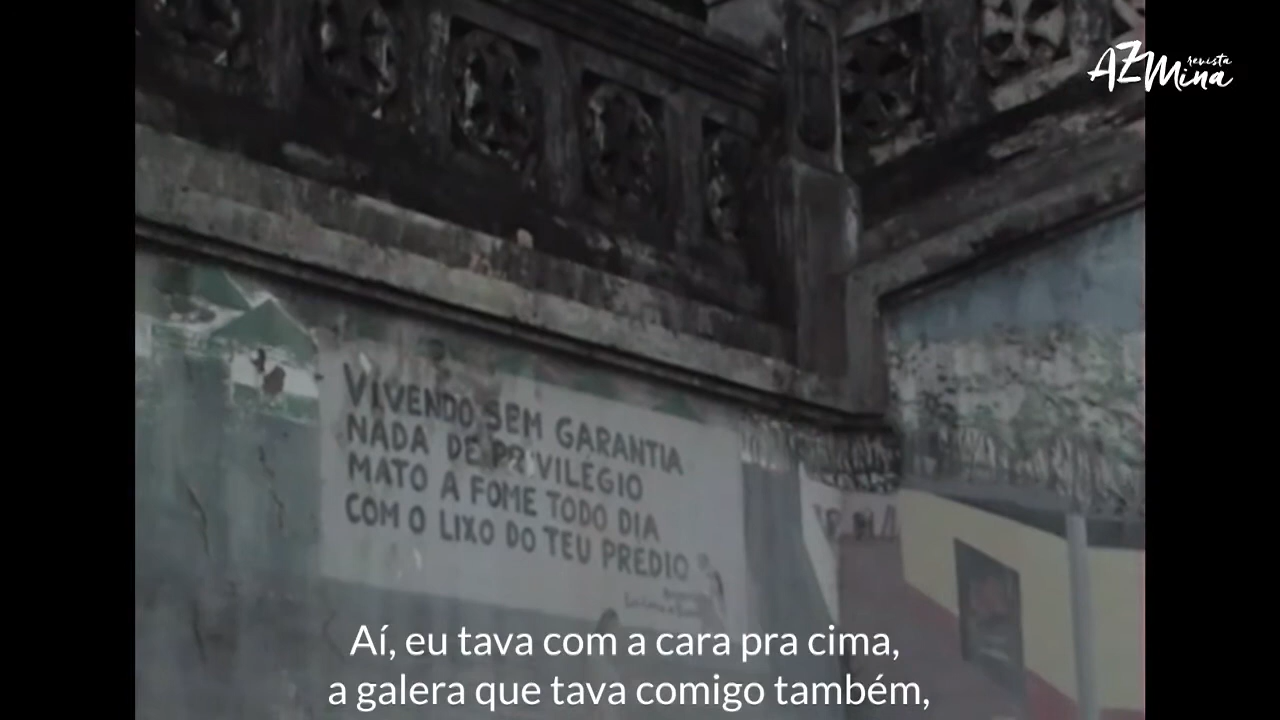 revista
AZMina
VIVENDO SEM GARANTIA
NADA DE PRIVILÉGIO
MATO A FOME TODO DIA
COM O LIXO DO TEU PREDIO
Aí, eu tava com a cara pra cima,
a galera que tava comigo também,